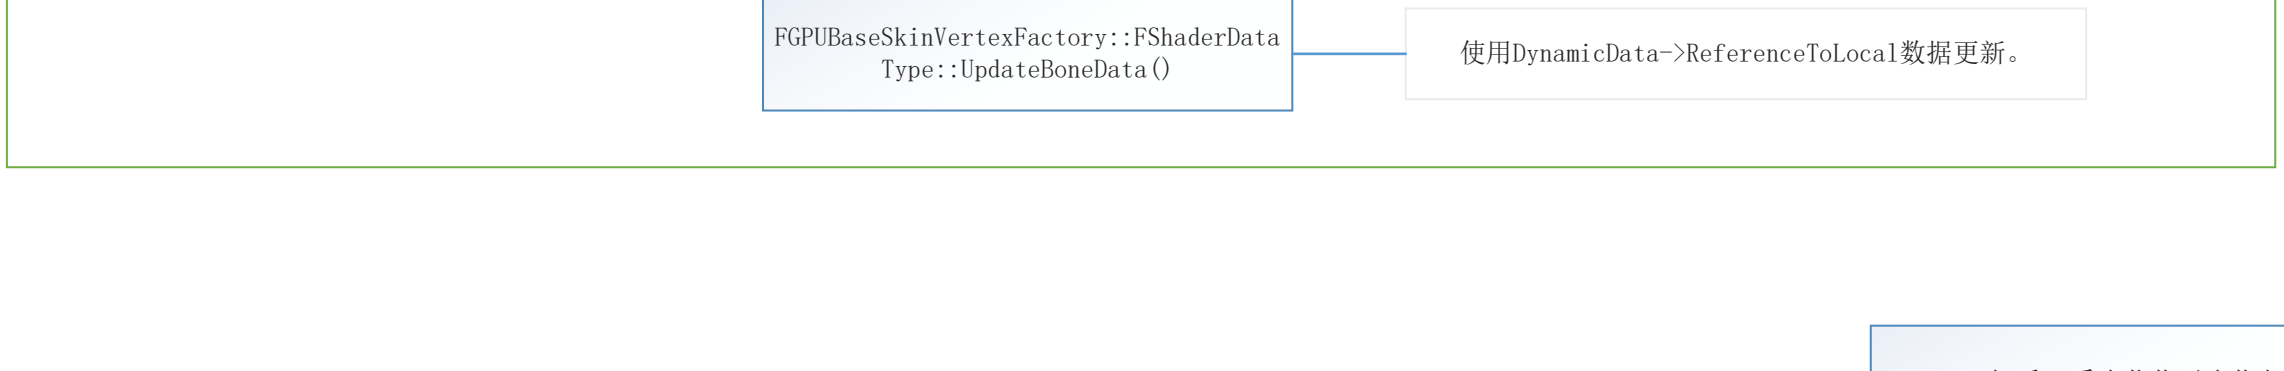 FGPUBaseSkinVertexFactory::FShaderData
Type::UpdateBoneData()
使用DynamicData->ReferenceToLocal数据更新。